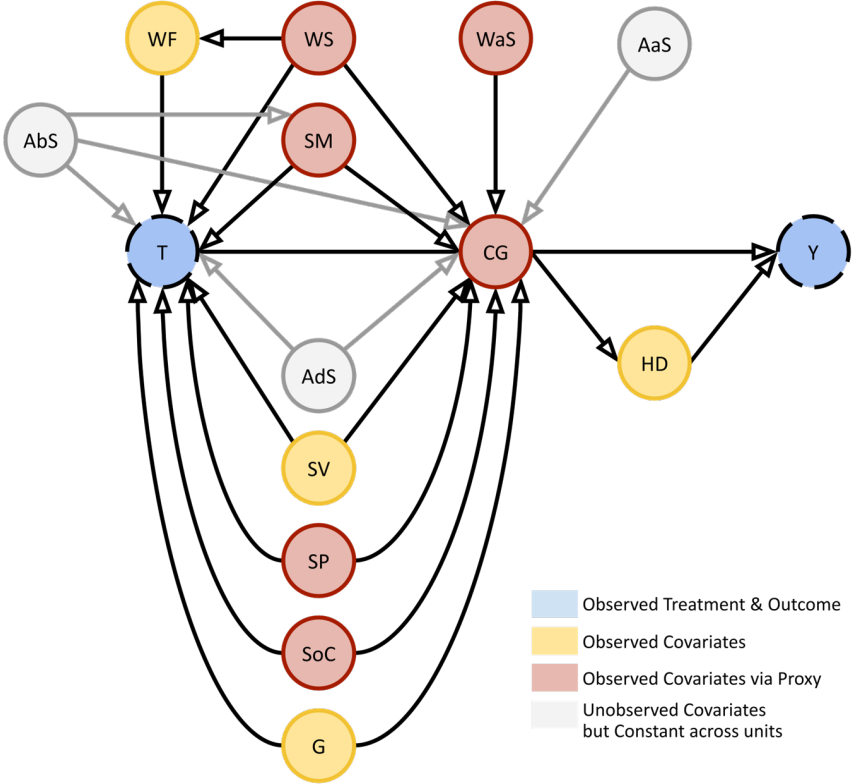 WF
WS
WaS
AaS
AbS
SM
T
CG
Y
HD
AdS
SV
SP
SoC
G
Observed Treatment & Outcome
Observed Covariates
Observed Covariates via Proxy
Unobserved Covariates
but Constant across units